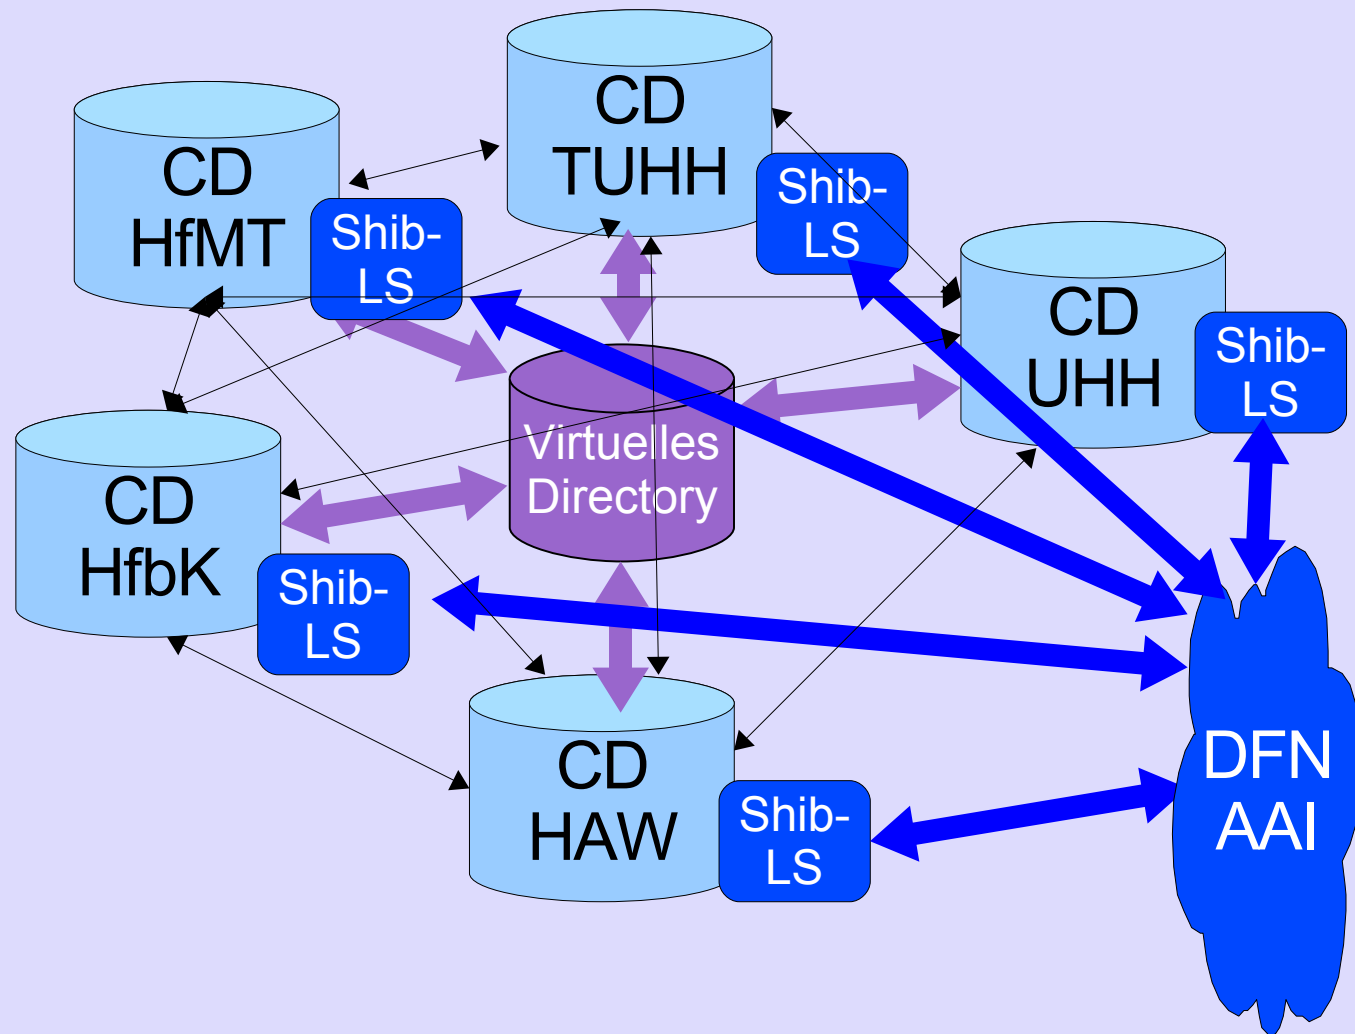 CD
TUHH
Shib-
LS
CD
HfMT
Shib-
LS
CD
UHH
Shib-
LS
Virtuelles
Directory
CD
HfbK
Shib-
LS
CD
HAW
Shib-
LS
DFN
AAI